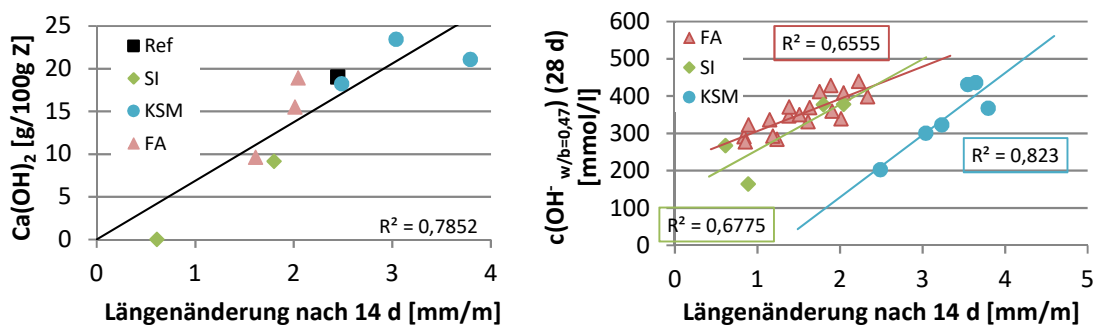 Ca(OH)₂ [g/100g Z]
25
20
15
10
5
0
Ref
SI
KSM
FA
R² = 0,7852
0 1 2 3 4
Längenänderung nach 14 d [mm/m]
c(OH⁻ w/b=0,47) (28 d)
[mmol/l]
600
500
400
300
200
100
0
FA
SI
KSM
R² = 0,6555
R² = 0,823
R² = 0,6775
0 1 2 3 4 5
Längenänderung nach 14 d [mm/m]